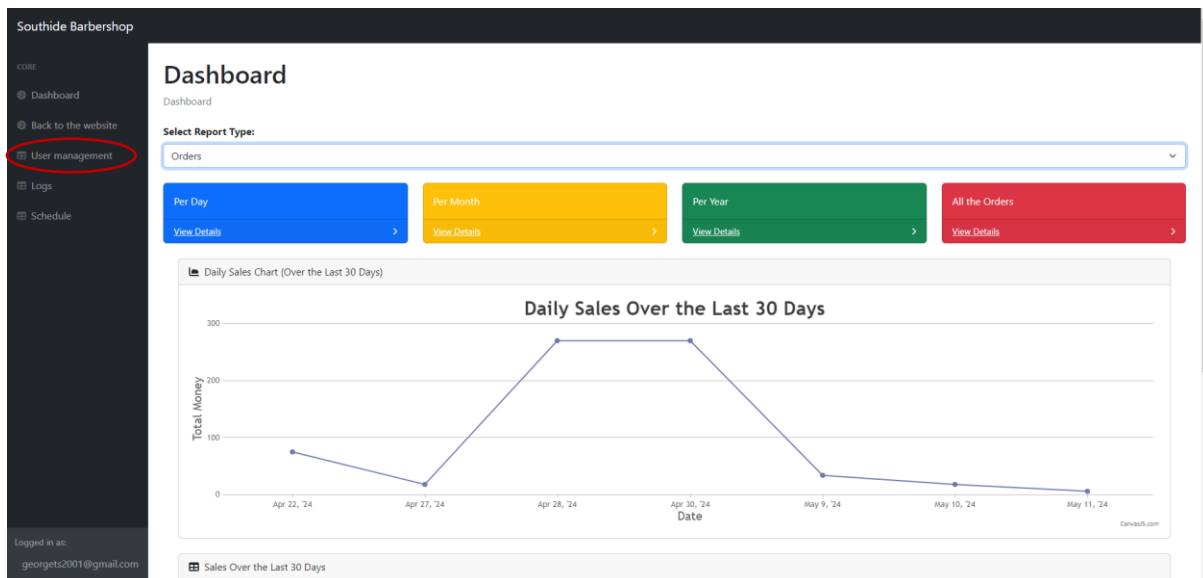 Southide Barbershop
CORE
Dashboard
Back to the website
User management
Logs
Schedule
Logged in as:
georgets2001@gmail.com
Dashboard
Dashboard
Select Report Type:
Orders
Per Day
View Details
Per Month
View Details
Per Year
View Details
All the Orders
View Details
Daily Sales Chart (Over the Last 30 Days)
Daily Sales Over the Last 30 Days
Total Money
300
200
100
0
Apr 22, '24
Apr 27, '24
Apr 28, '24
Apr 30, '24
May 9, '24
May 10, '24
May 11, '24
Date
CanvasJS.com
Sales Over the Last 30 Days